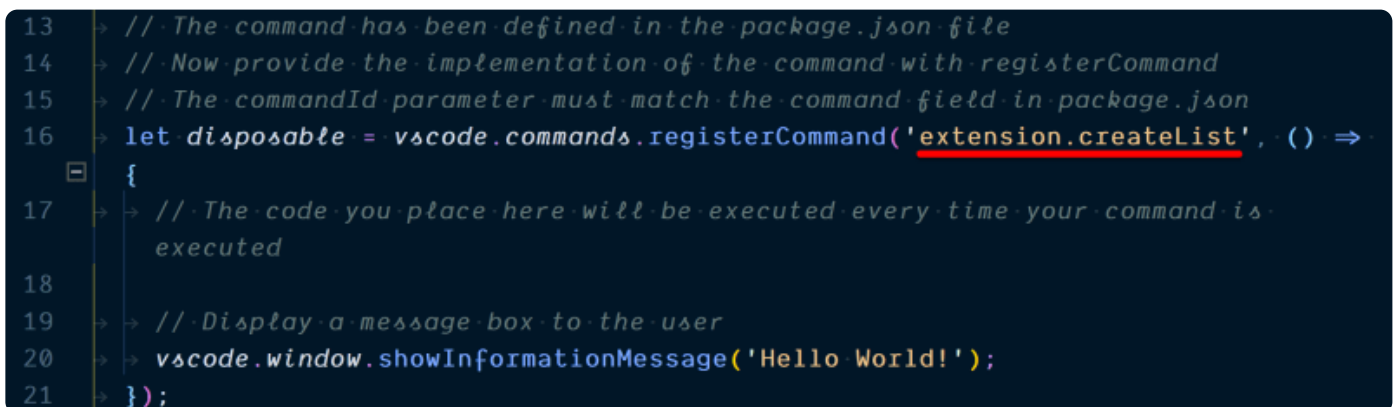 13 // The command has been defined in the package.json file
14 // Now provide the implementation of the command with registerCommand
15 // The commandId parameter must match the command field in package.json
16 let disposable = vscode.commands.registerCommand('extension.createList', () ⇒
{
17 // The code you place here will be executed every time your command is
executed
18
19 // Display a message box to the user
20 vscode.window.showInformationMessage('Hello World!');
21 });